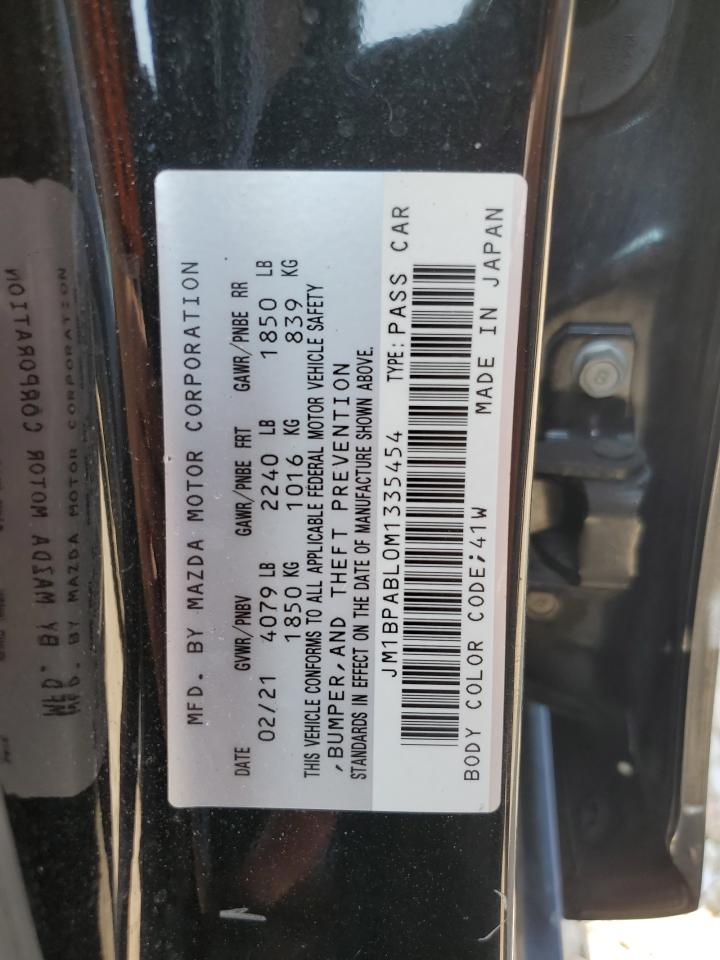 MFD. BY MAZDA MOTOR CORPORATION
DATE GVWR/PNBV GAWR/PNBE FRT GAWR/PNBE RR
02/21 4079 LB 2240 LB 1850 LB
1850 KG 1016 KG 839 KG
THIS VEHICLE CONFORMS TO ALL APPLICABLE FEDERAL MOTOR VEHICLE SAFETY
,BUMPER,AND THEFT PREVENTION
STANDARDS IN EFFECT ON THE DATE OF MANUFACTURE SHOWN ABOVE.
JM1BPABL0M1335454 TYPE:PASS CAR
BODY COLOR CODE;41W MADE IN JAPAN
MFD. BY MAZDA MOTOR CORPORATION